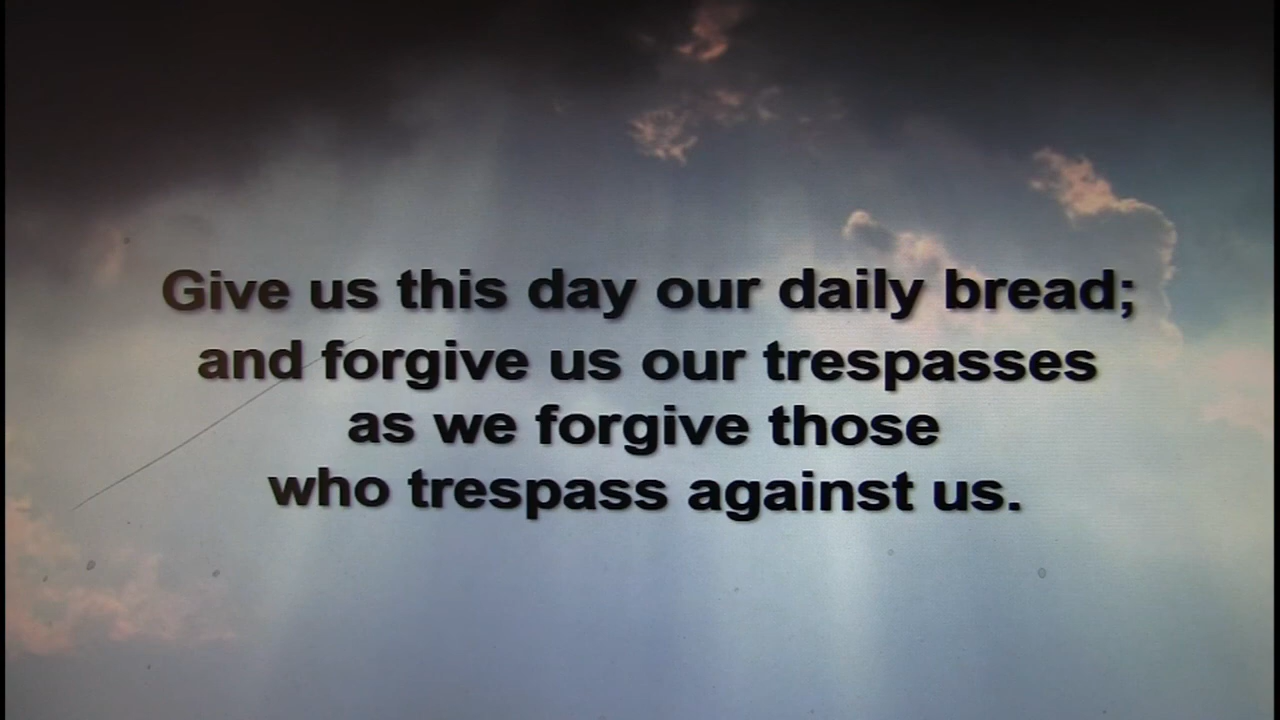 Give us this day our daily bread;
and forgive us our trespasses
as we forgive those
who trespass against us.